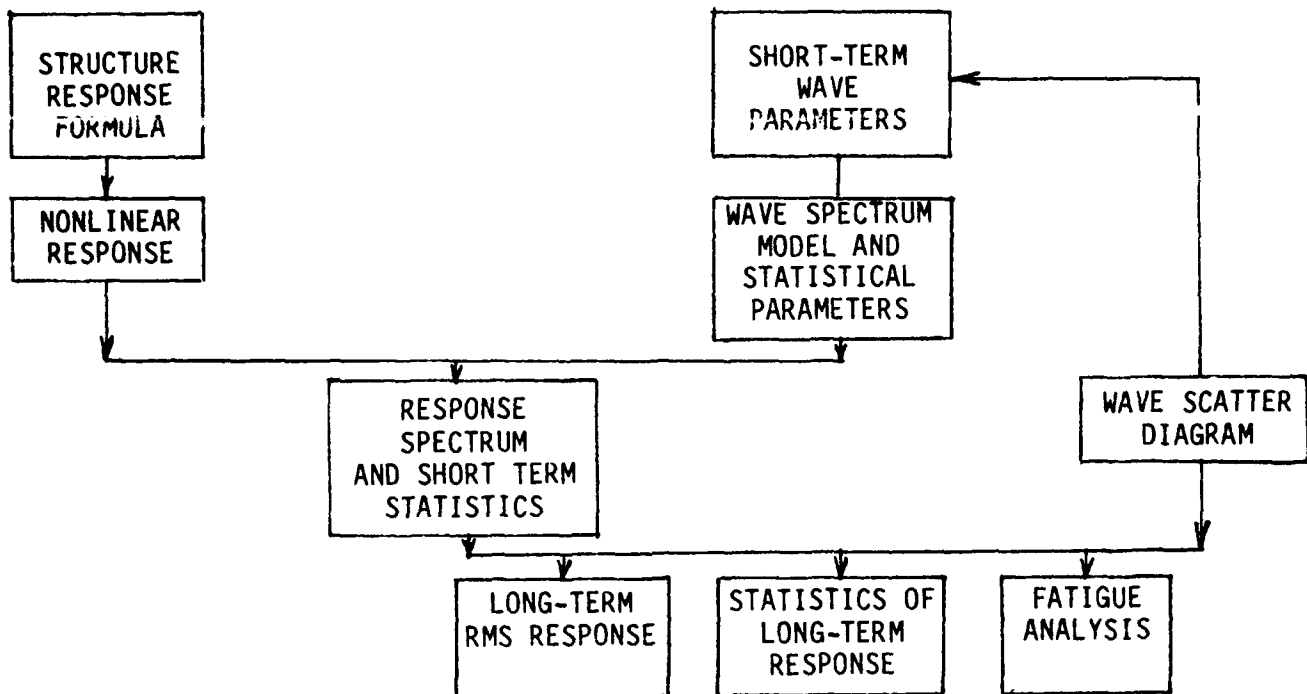 STRUCTURE
RESPONSE
FORMULA
SHORT-TERM
WAVE
PARAMETERS
NONLINEAR
RESPONSE
WAVE SPECTRUM
MODEL AND
STATISTICAL
PARAMETERS
RESPONSE
SPECTRUM
AND SHORT TERM
STATISTICS
WAVE SCATTER
DIAGRAM
LONG-TERM
RMS RESPONSE
STATISTICS OF
LONG-TERM
RESPONSE
FATIGUE
ANALYSIS